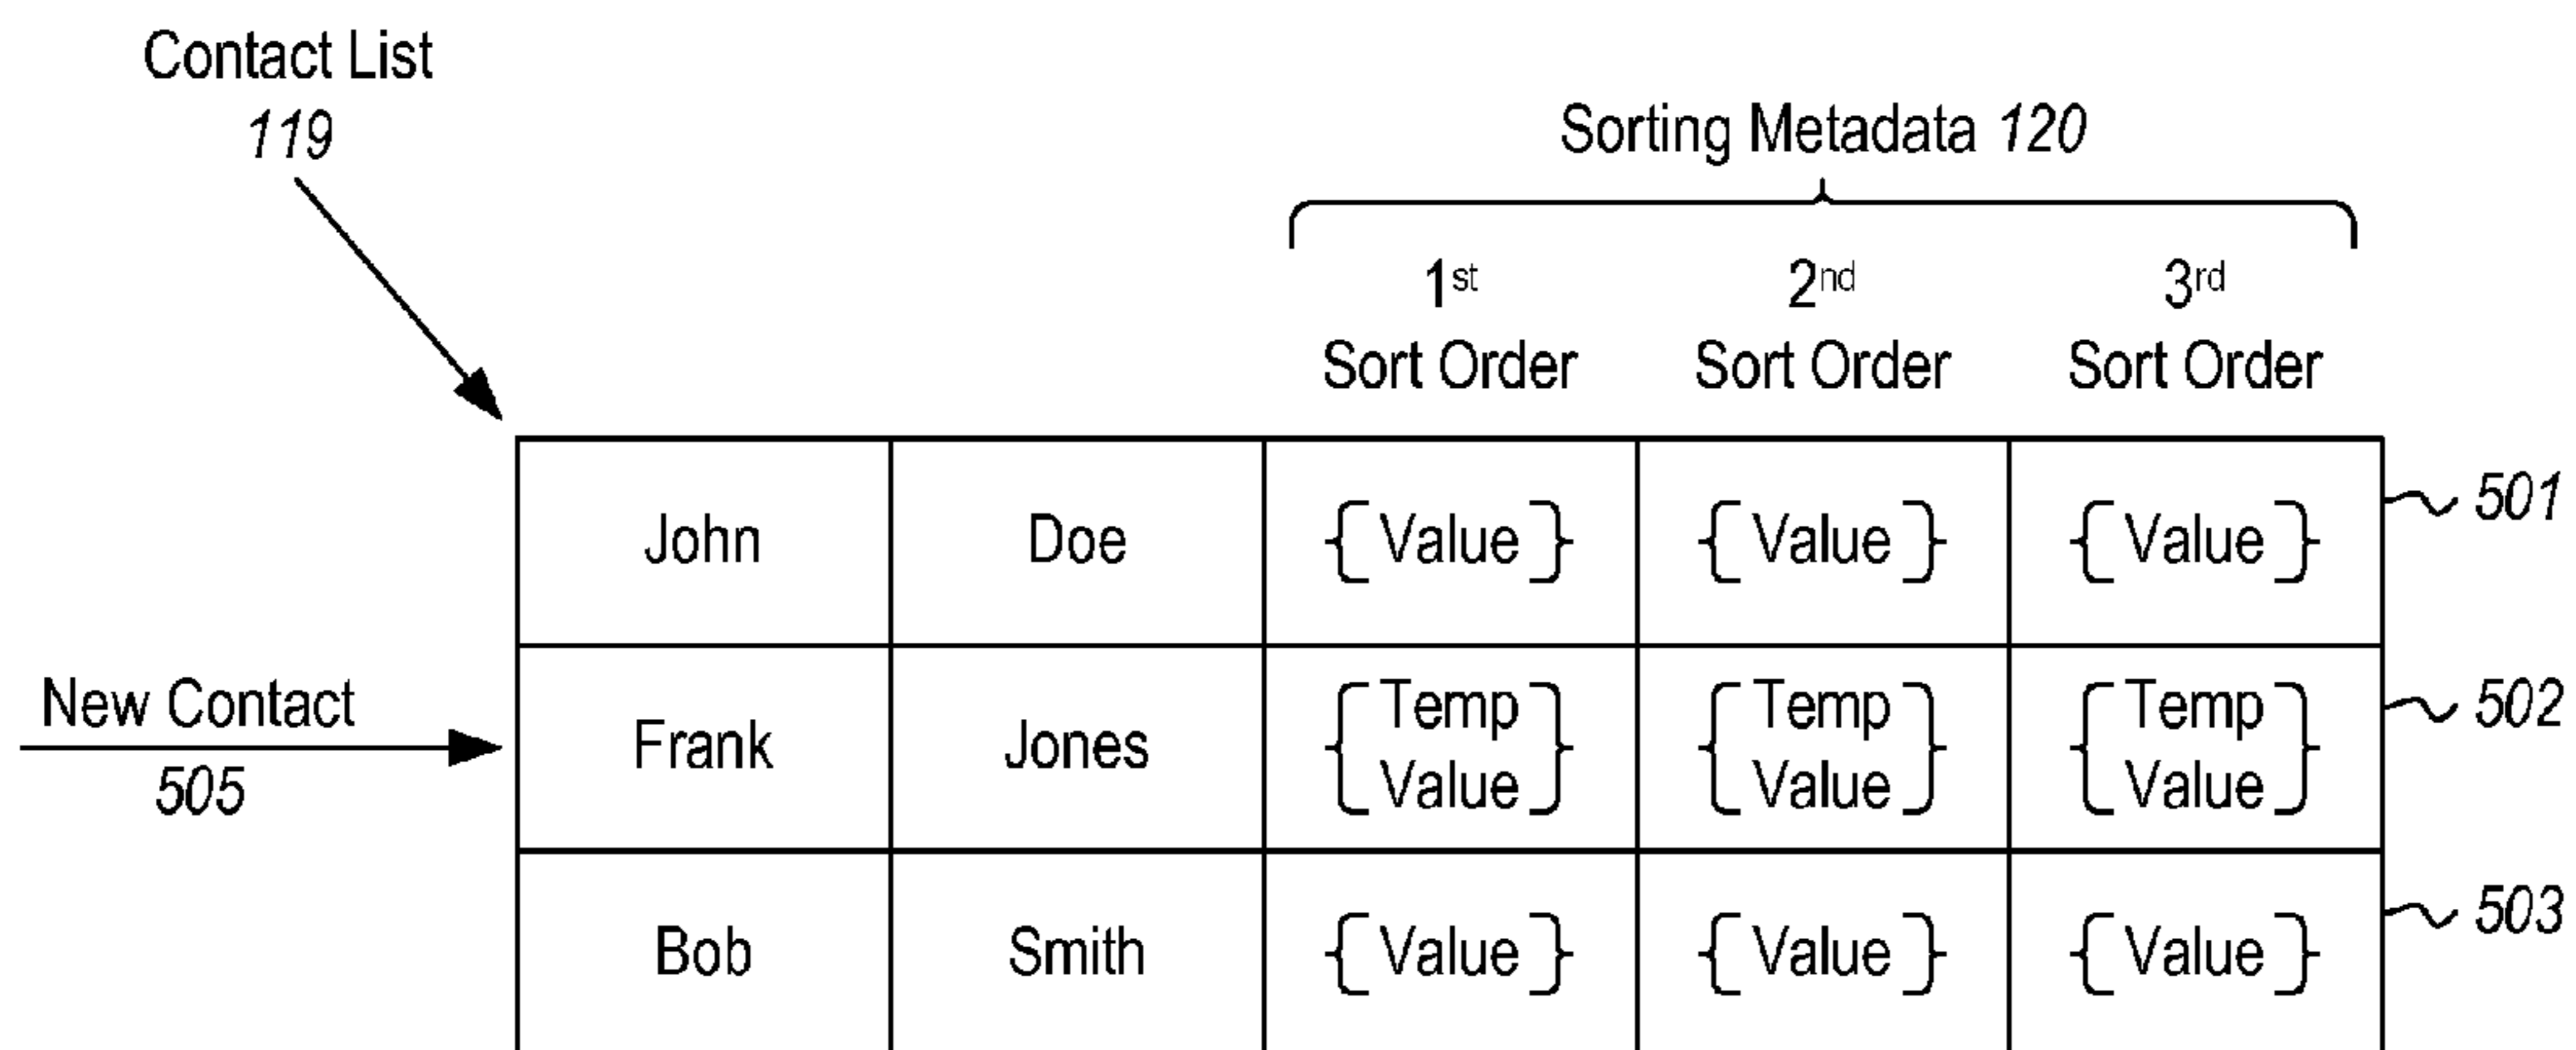 Contact List
119
Sorting Metadata 120
1st
Sort Order
2nd
Sort Order
3rd
Sort Order
John
Doe
{Value}
{Value}
{Value}
501
New Contact
505
Frank
Jones
{Temp
Value}
{Temp
Value}
{Temp
Value}
502
Bob
Smith
{Value}
{Value}
{Value}
503